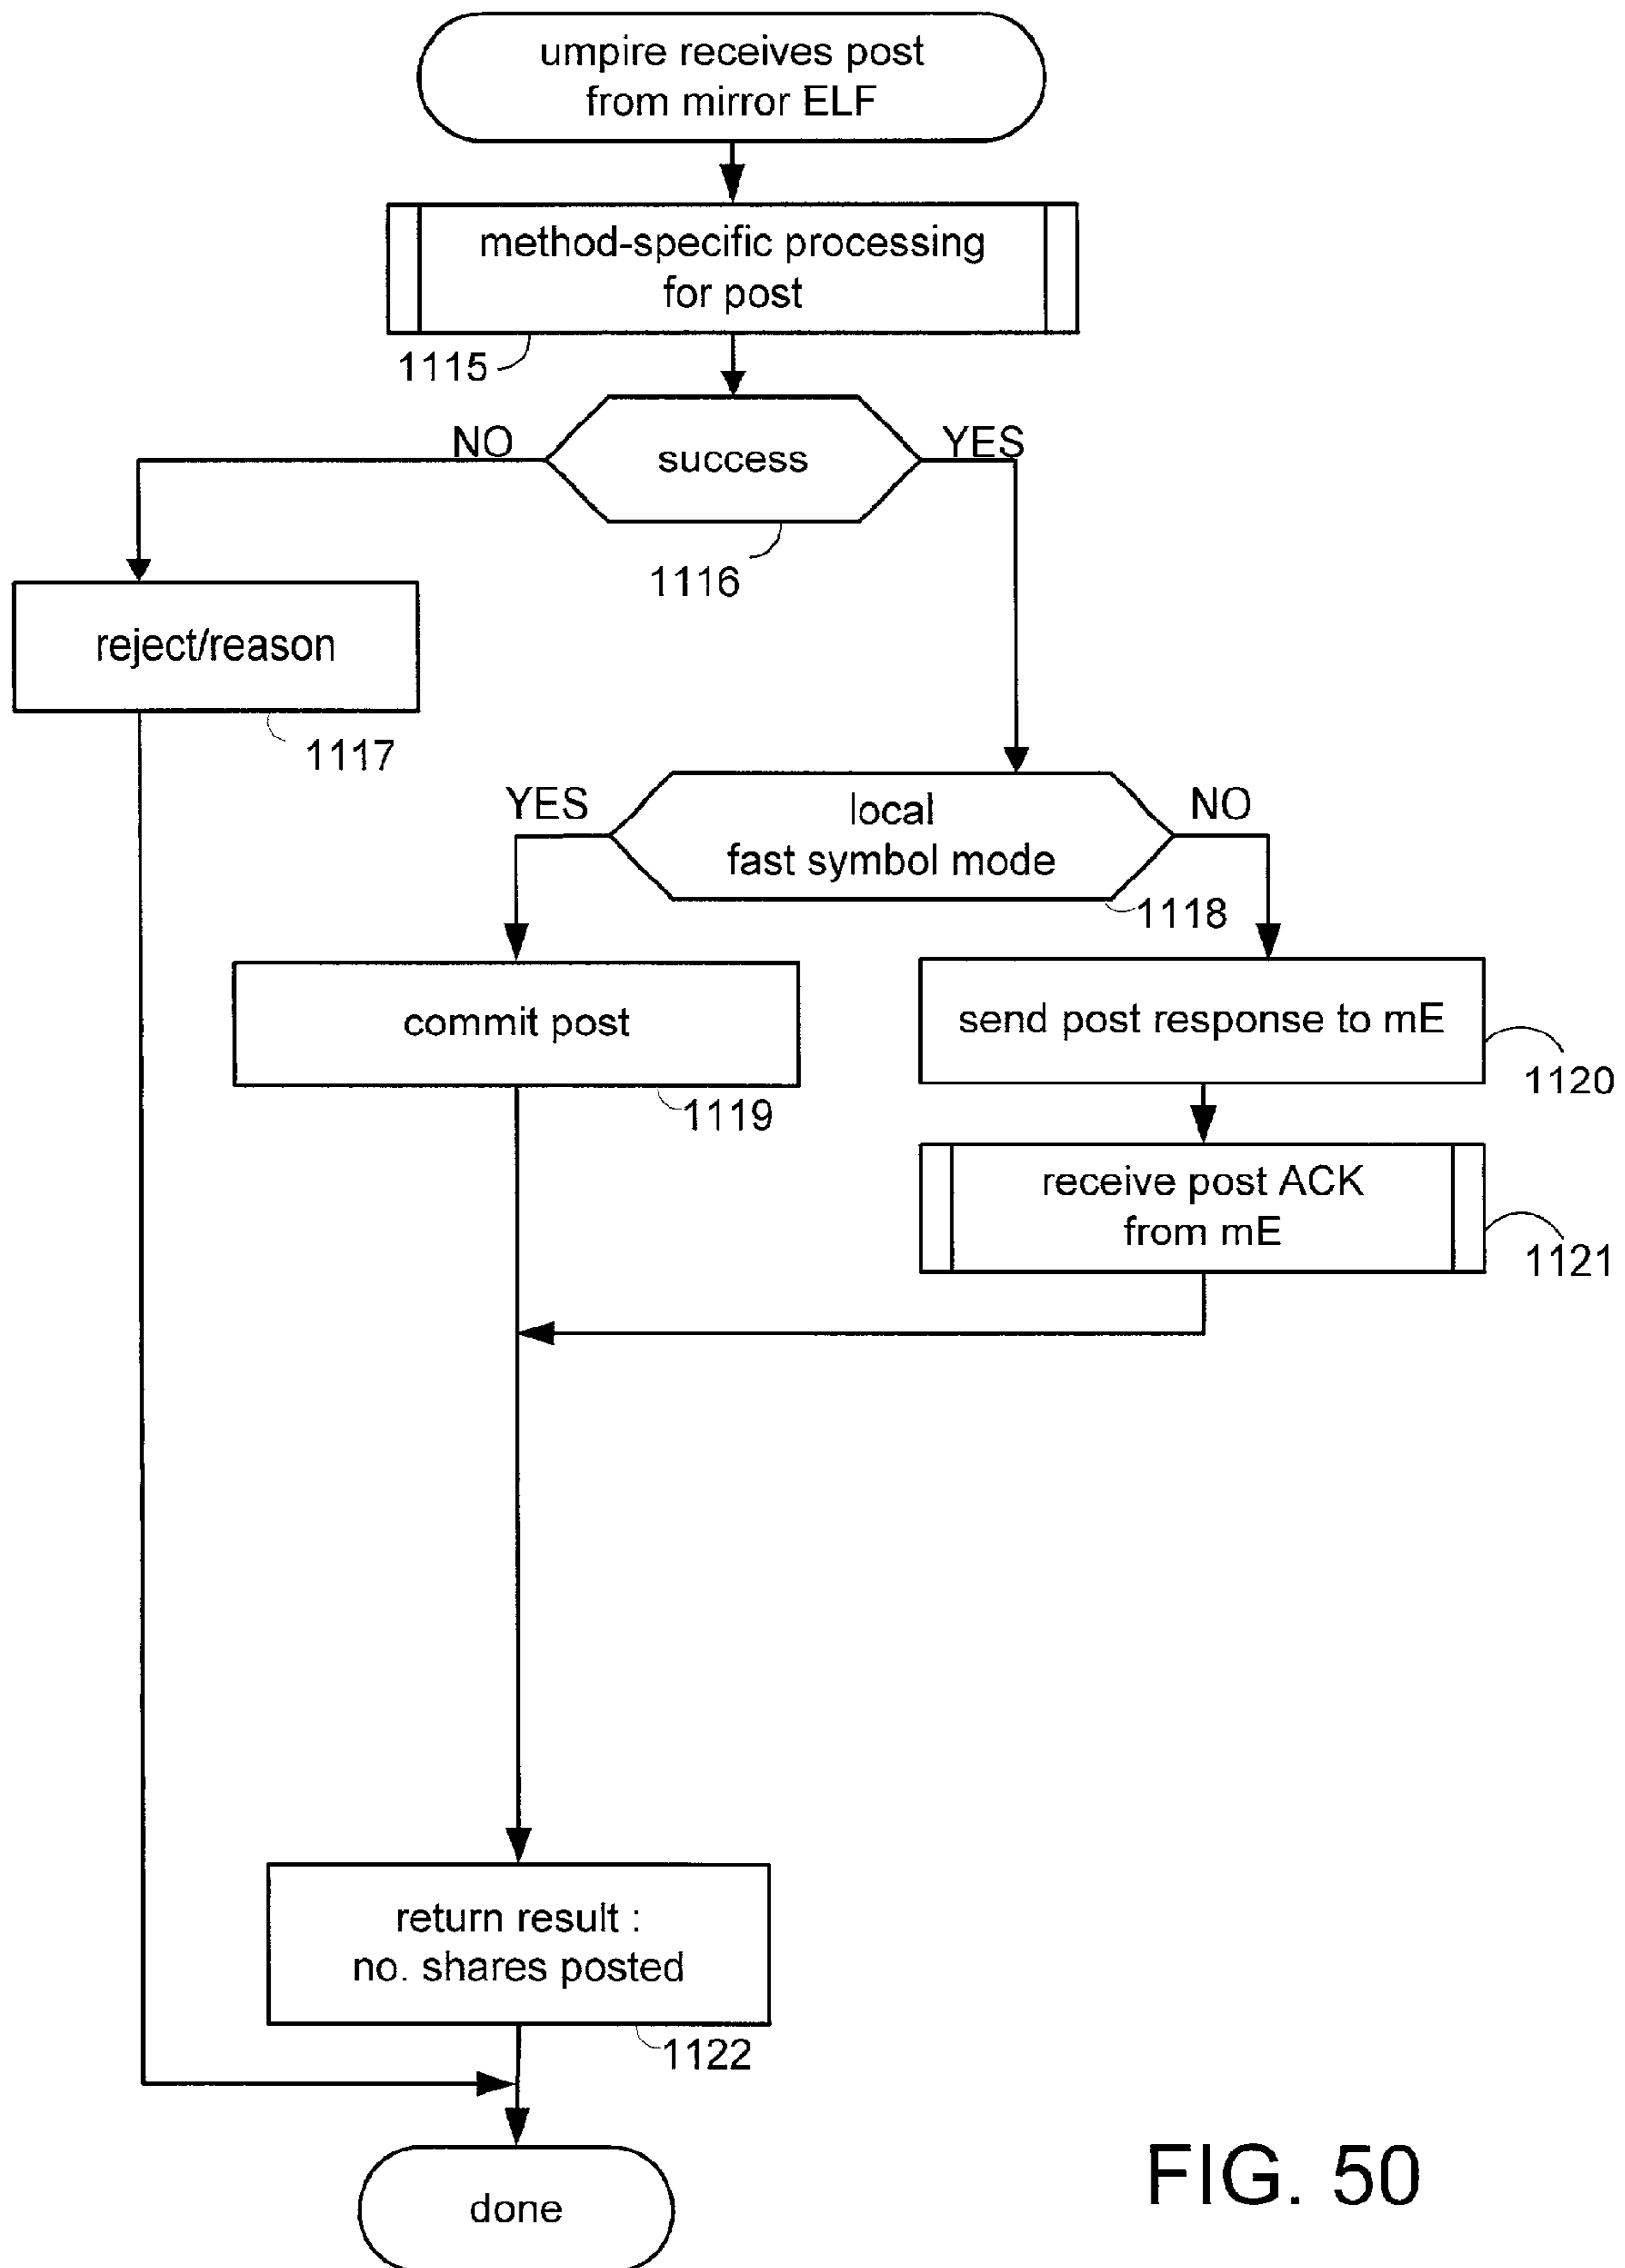 umpire receives post
from mirror ELF
method-specific processing
for post
1115
NO
YES
success
1116
reject/reason
1117
YES
NO
local
fast symbol mode
1118
commit post
send post response to mE
1119
1120
receive post ACK
from mE
1121
return result :
no. shares posted
1122
done
FIG. 50